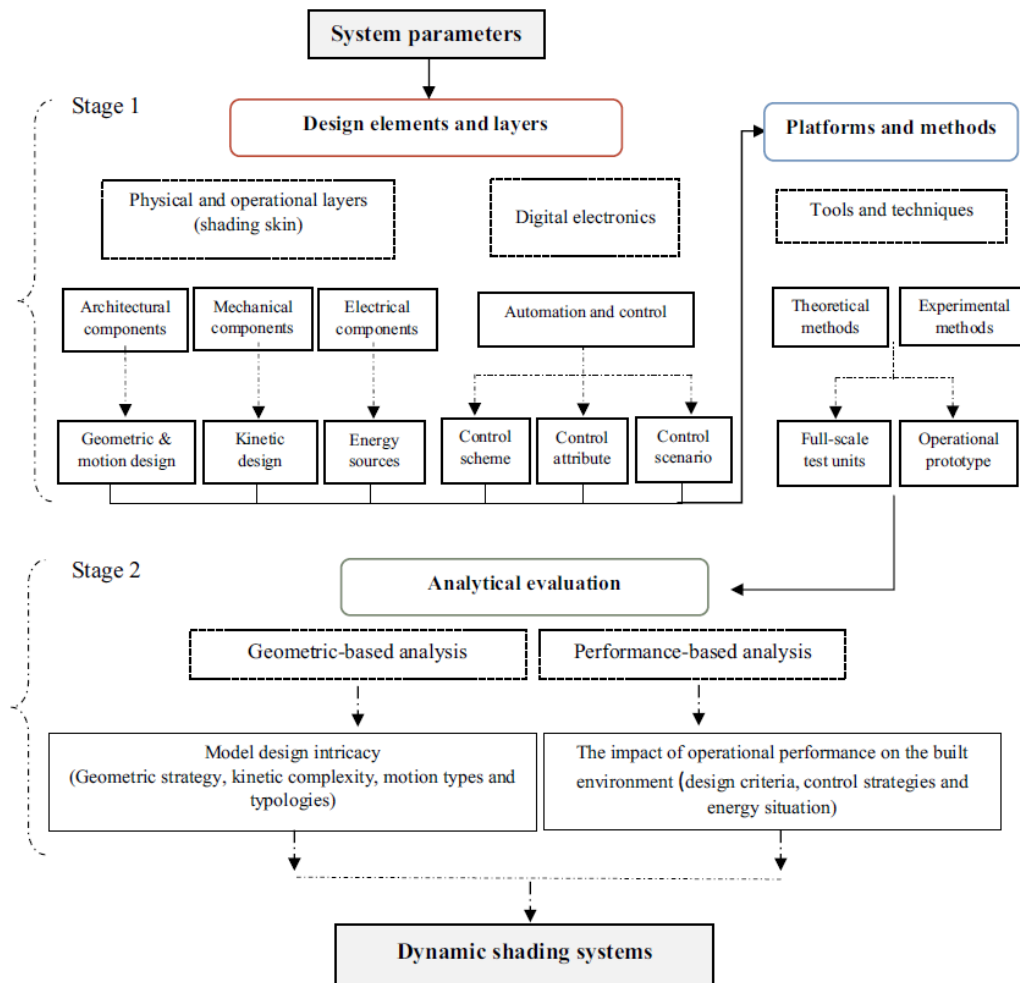 System parameters
Stage 1
Design elements and layers
Platforms and methods
Physical and operational layers
(shading skin)
Digital electronics
Tools and techniques
Architectural
components
Mechanical
components
Electrical
components
Automation and control
Theoretical
methods
Experimental
methods
Geometric &
motion design
Kinetic
design
Energy
sources
Control
scheme
Control
attribute
Control
scenario
Full-scale
test units
Operational
prototype
Stage 2
Analytical evaluation
Geometric-based analysis
Performance-based analysis
Model design intricacy
(Geometric strategy, kinetic complexity, motion types and
typologies)
The impact of operational performance on the built
environment (design criteria, control strategies and
energy situation)
Dynamic shading systems